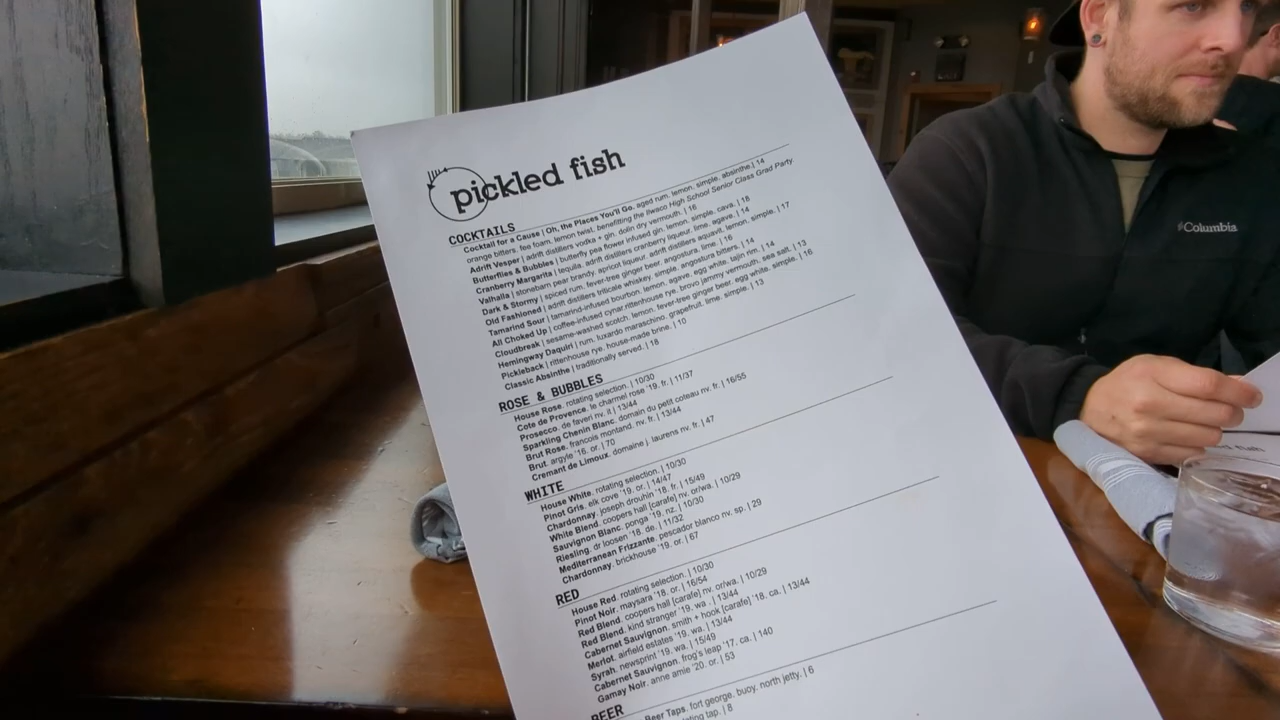 pickled fish
COCKTAILS
Cocktail for a Cause | Oh, the Places You'll Go. aged rum. lemon. simple. absinthe.| 14
orange bitters. fee foam. lemon twist. benefitting the Ilwaco High School Senior Class Grad Party
Adrift Vesper | adrift distillers vodka + gin. dolin dry vermouth. | 16
Butterflies & Bubbles | butterfly pea flower infused gin. lemon. simple. cava. | 18
Cranberry Margarita | tequila. adrift distillers cranberry liqueur. lime. agave. | 14
Valhalla | stonebarn pear brandy. apricot liqueur. adrift distillers aquavit. lemon. simple. | 17
Dark & Stormy | spiced rum. fever-tree ginger beer. angostura. lime. | 16
Old Fashioned | adrift distillers triticale whiskey. simple. angostura bitters. | 14
Tamarind Sour | tamarind-infused bourbon. lemon. agave. egg white. tajin rim. | 14
All Choked Up | coffee-infused cynar.rittenhouse rye. brovo jammy vermouth. sea salt. | 13
Cloudbreak | sesame-washed scotch. lemon. fever-tree ginger beer. egg white. simple. | 16
Hemingway Daquiri | rum. luxardo maraschino. grapefruit. lime. simple. | 13
Pickleback | rittenhouse rye. house-made brine. | 10
Classic Absinthe | traditionally served. | 18
ROSE & BUBBLES
House Rose. rotating selection. | 10/30
Cote de Provence. le charmel rose '19. fr. | 11/37
Prosecco. de faveri nv. it | 13/44
Sparkling Chenin Blanc. domain du petit coteau nv. fr. | 16/55
Brut Rose. francois montand. nv. fr. | 13/44
Brut. argyle '16. or. | 70
Cremant de Limoux. domaine j. laurens nv. fr. | 47
WHITE
House White. rotating selection. | 10/30
Pinot Gris. elk cove '19. or. | 14/47
Chardonnay. joseph drouhin '18. fr. | 15/49
White Blend. coopers hall [carafe] nv. or/wa. | 10/29
Sauvignon Blanc. ponga '19. nz. | 10/30
Riesling. dr loosen '18. de. | 11/32
Mediterranean Frizzante. pescador blanco nv. sp. | 29
Chardonnay. brickhouse '19. or. | 67
RED
House Red. rotating selection. | 10/30
Pinot Noir. maysara '18. or. | 16/54
Red Blend. coopers hall [carafe] nv. or/wa. | 10/29
Red Blend. kind stranger '19. wa. | 13/44
Cabernet Sauvignon. smith + hook [carafe] '18. ca. | 13/44
Merlot. airfield estates '19. wa. | 13/44
Syrah. newsprint '19. wa. | 15/49
Cabernet Sauvignon. frog's leap '17. ca. | 140
Gamay Noir. anne amie '20. or. | 53
BEER
Beer Taps. fort george. buoy. north jetty. | 6
tap. | 8
Columbia